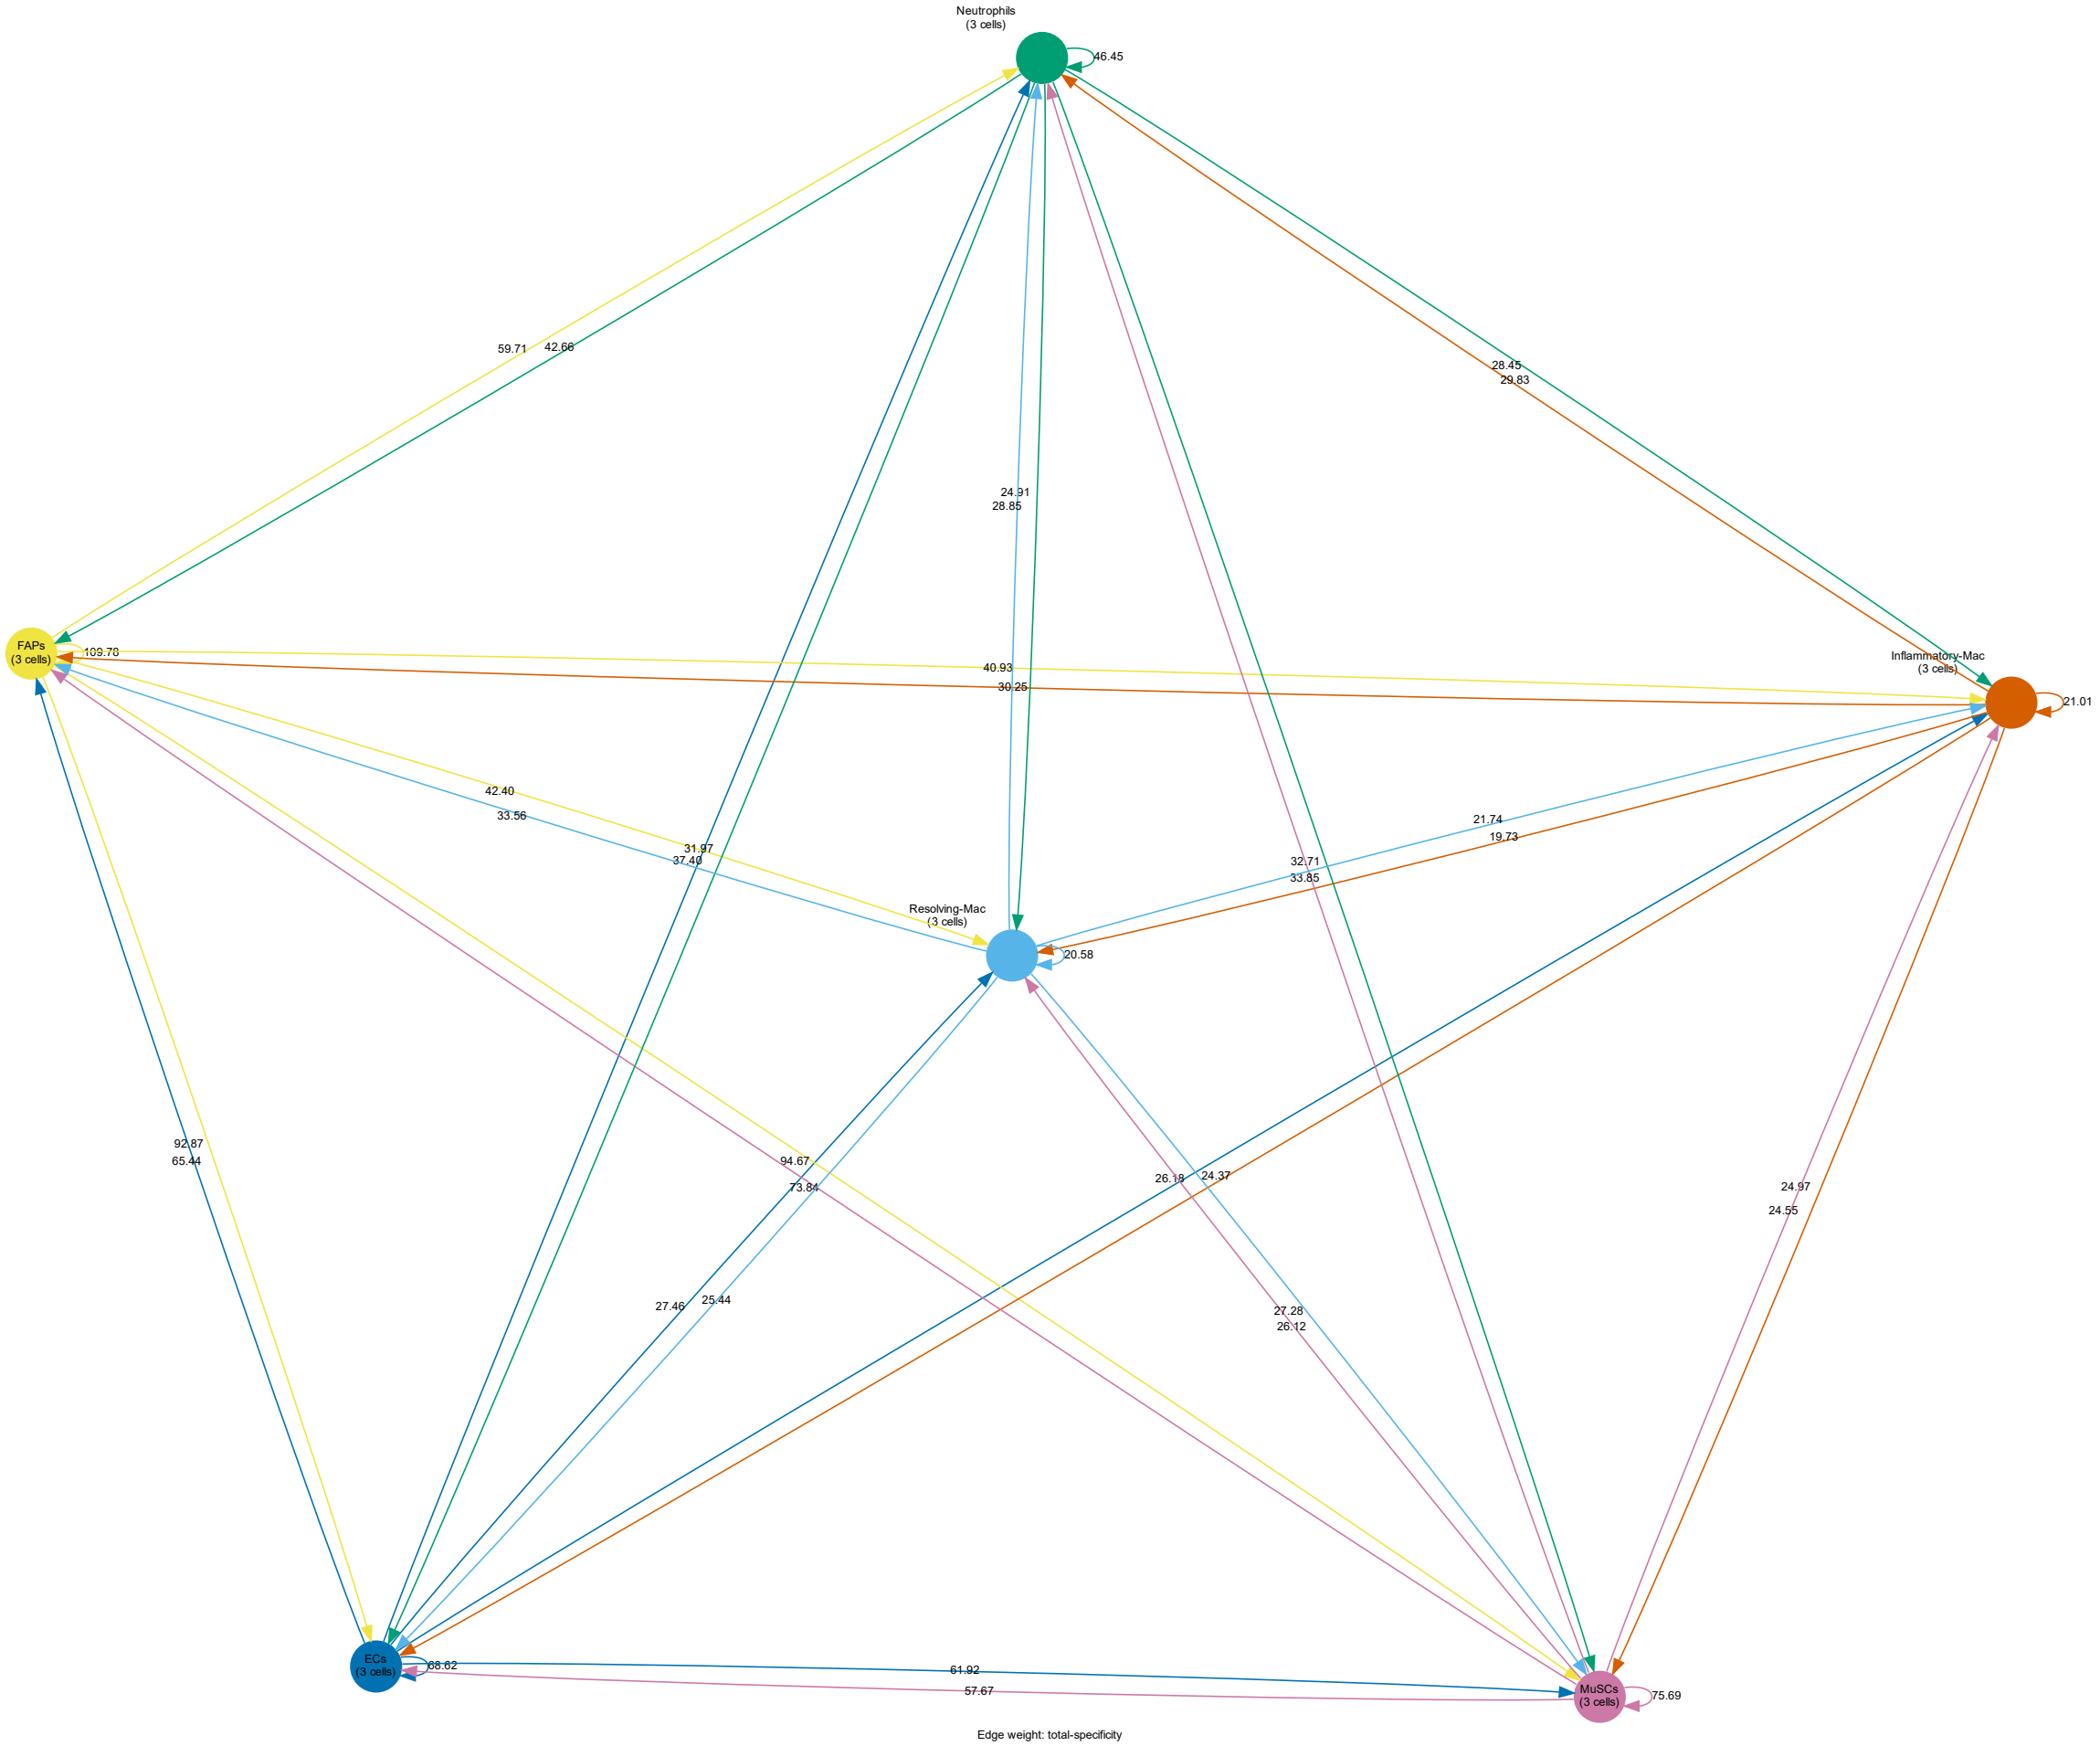 Neutrophils
(3 cells)
46.45
59.71
42.66
28.45
29.83
24.91
28.85
FAPs
(3 cells)
109.78
40.93
30.25
Inflammatory-Mac
(3 cells)
21.01
42.40
33.56
31.97
37.40
21.74
19.73
32.71
33.85
Resolving-Mac
(3 cells)
20.58
92.87
65.44
94.67
73.84
26.18
24.37
24.97
24.55
27.46
25.44
27.28
26.12
ECs
(3 cells)
68.62
61.92
57.67
MuSCs
(3 cells)
75.69
Edge weight: total-specificity